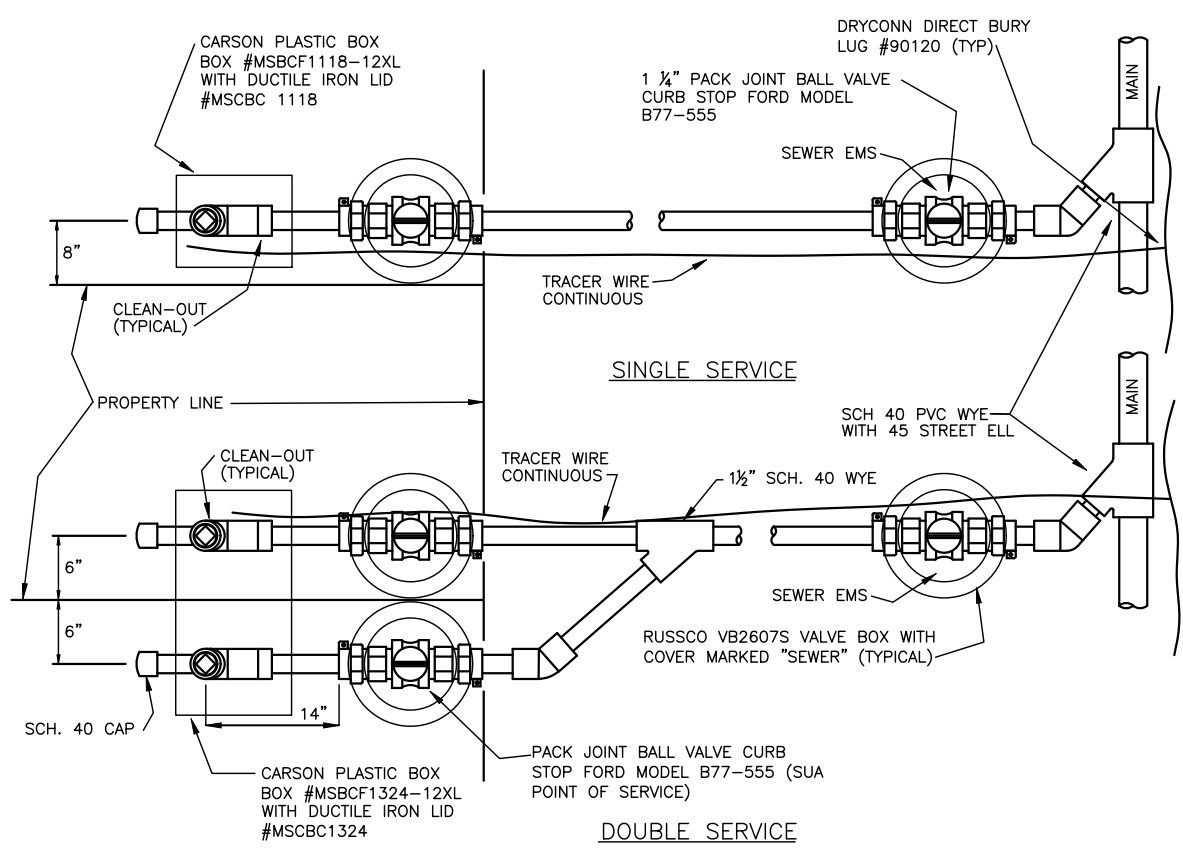 CARSON PLASTIC BOX
BOX #MSBCF1118-12XL
WITH DUCTILE IRON LID
#MSCBC 1118
DRYCONN DIRECT BURY
LUG #90120 (TYP)
1 ¼" PACK JOINT BALL VALVE
CURB STOP FORD MODEL
B77-555
SEWER EMS
MAIN
8"
CLEAN-OUT
(TYPICAL)
TRACER WIRE
CONTINUOUS
SINGLE SERVICE
PROPERTY LINE
SCH 40 PVC WYE
WITH 45 STREET ELL
MAIN
CLEAN-OUT
(TYPICAL)
TRACER WIRE
CONTINUOUS
1½" SCH. 40 WYE
6"
6"
SEWER EMS
RUSSCO VB2607S VALVE BOX WITH
COVER MARKED "SEWER" (TYPICAL)
14"
SCH. 40 CAP
PACK JOINT BALL VALVE CURB
STOP FORD MODEL B77-555 (SUA
POINT OF SERVICE)
CARSON PLASTIC BOX
BOX #MSBCF1324-12XL
WITH DUCTILE IRON LID
#MSCBC1324
DOUBLE SERVICE